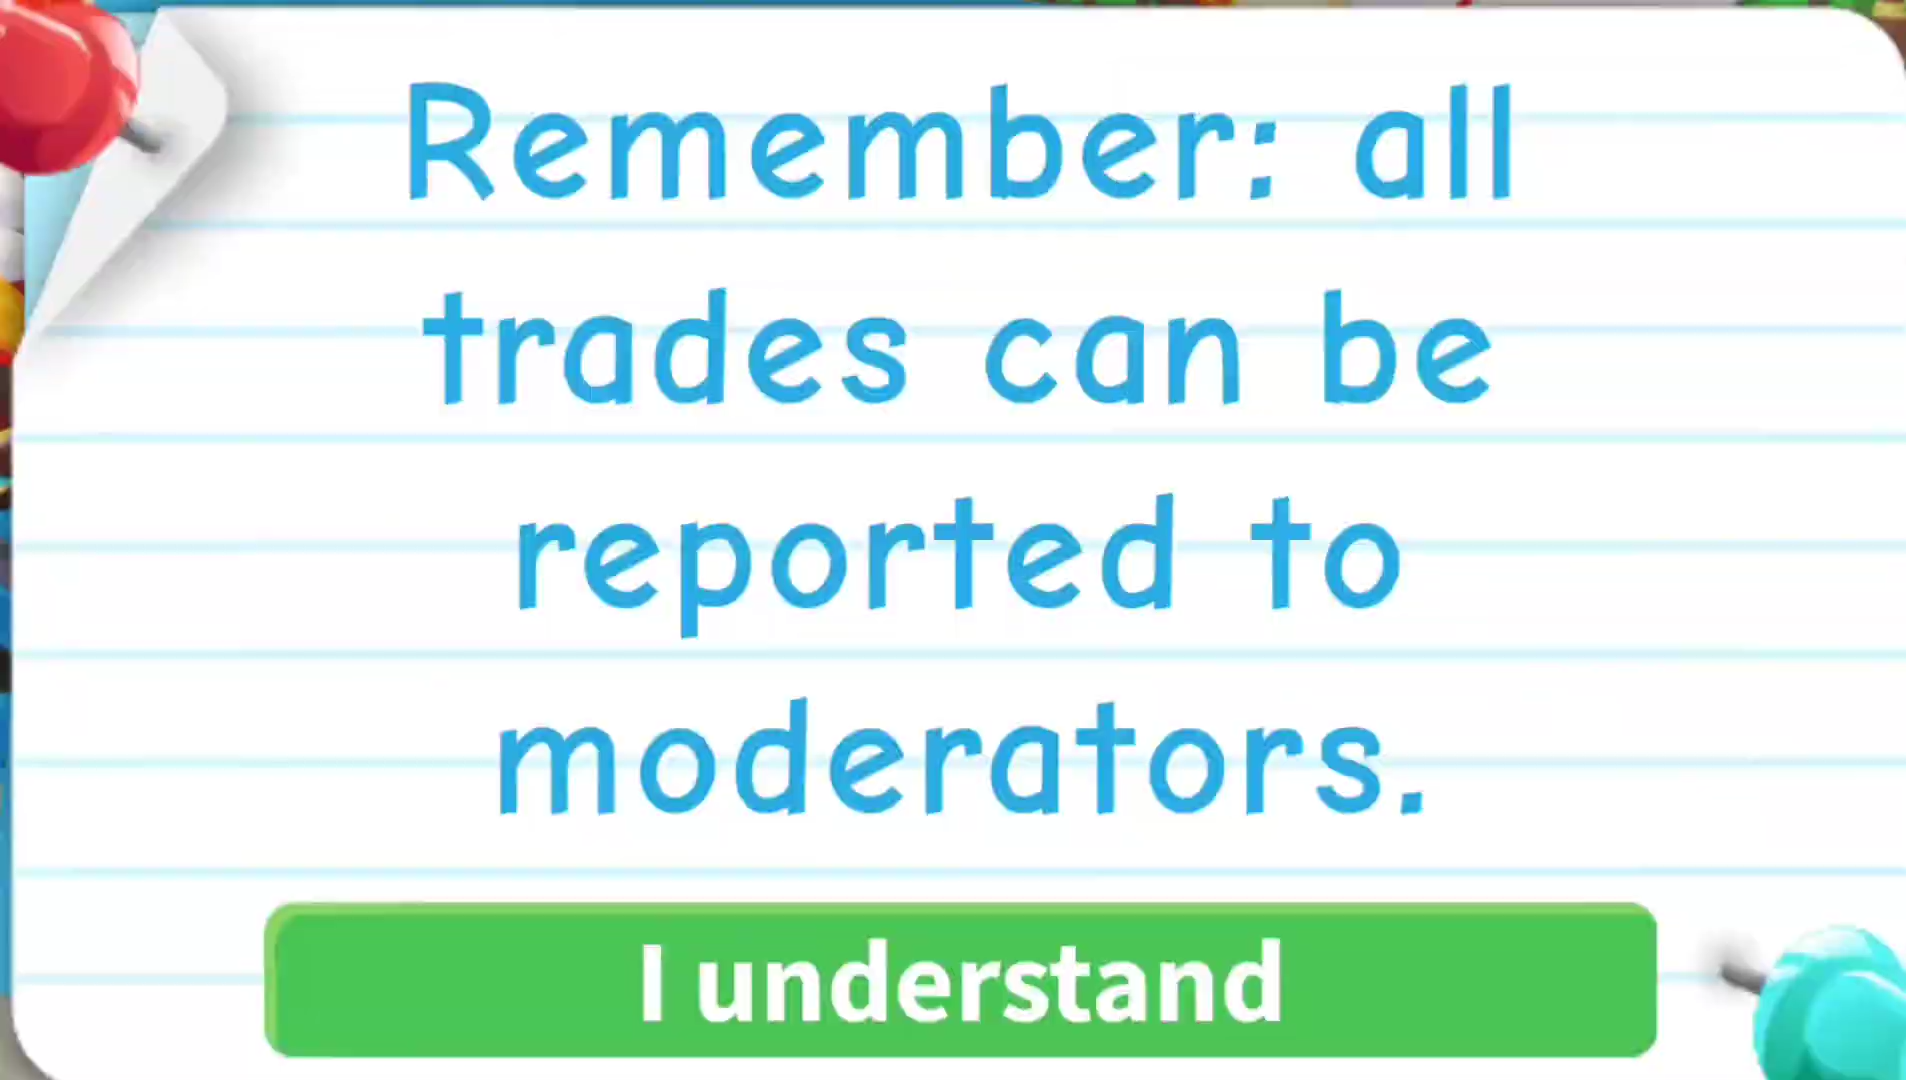 Remember: all
trades can be
reported to
moderators.
I understand